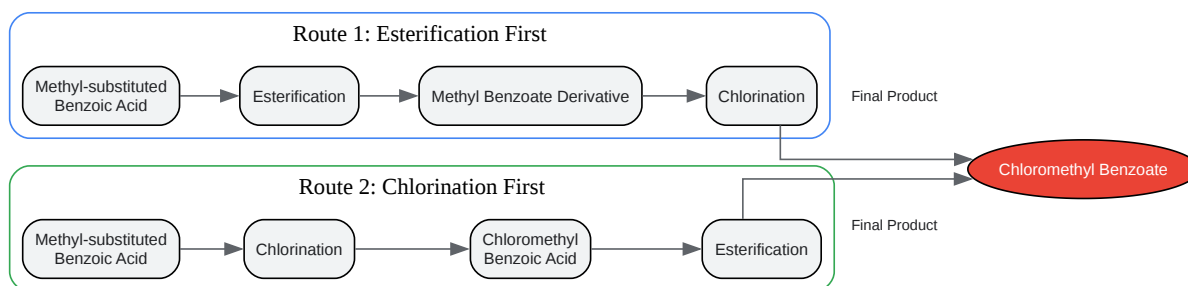 Route 1: Esterification First
Methyl-substituted
Benzoic Acid
Esterification
Methyl Benzoate Derivative
Chlorination
Final Product
Chloromethyl Benzoate
Route 2: Chlorination First
Methyl-substituted
Benzoic Acid
Chlorination
Chloromethyl
Benzoic Acid
Esterification
Final Product